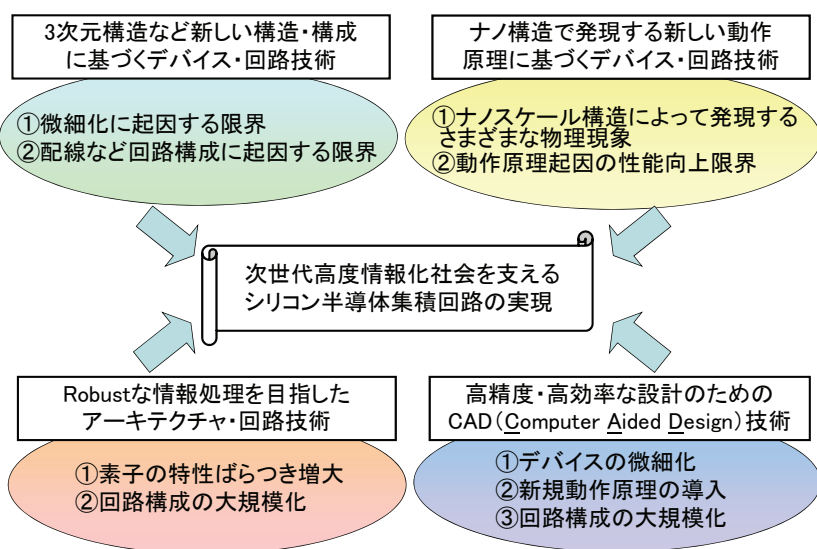 3次元構造など新しい構造・構成
に基づくデバイス・回路技術
①微細化に起因する限界
②配線など回路構成に起因する限界
ナノ構造で発現する新しい動作
原理に基づくデバイス・回路技術
①ナノスケール構造によって発現する
さまざまな物理現象
②動作原理起因の性能向上限界
次世代高度情報化社会を支える
シリコン半導体集積回路の実現
Robustな情報処理を目指した
アーキテクチャ・回路技術
①素子の特性ばらつき増大
②回路構成の大規模化
高精度・高効率な設計のための
CAD(Computer Aided Design)技術
①デバイスの微細化
②新規動作原理の導入
③回路構成の大規模化